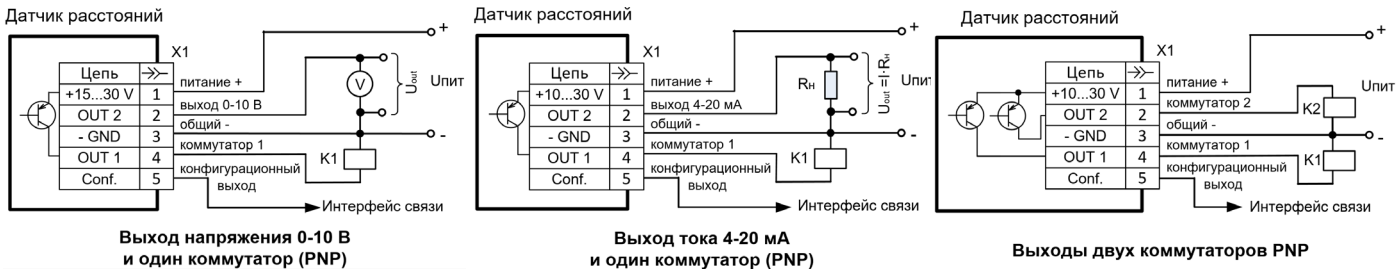 Датчик расстояний
X1
+
Цепь
питание +
+15...30 V 1
выход 0-10 В
V
Uout
Uпит
OUT 2 2
общий -
- GND 3
-
коммутатор 1
OUT 1 4
K1
конфигурационный
Conf. 5
выход
Интерфейс связи
Выход напряжения 0-10 В
и один коммутатор (PNP)
Датчик расстояний
X1
+
Цепь
питание +
+10...30 V 1
выход 4-20 мА
Rн
Uout =I·Rн
Uпит
OUT 2 2
общий -
- GND 3
-
коммутатор 1
OUT 1 4
K1
конфигурационный
Conf. 5
выход
Интерфейс связи
Выход тока 4-20 мА
и один коммутатор (PNP)
Датчик расстояний
X1
+
Цепь
питание +
+10...30 V 1
коммутатор 2
K2
Uпит
OUT 2 2
общий -
- GND 3
-
коммутатор 1
OUT 1 4
K1
конфигурационный
Conf. 5
выход
Интерфейс связи
Выходы двух коммутаторов PNP